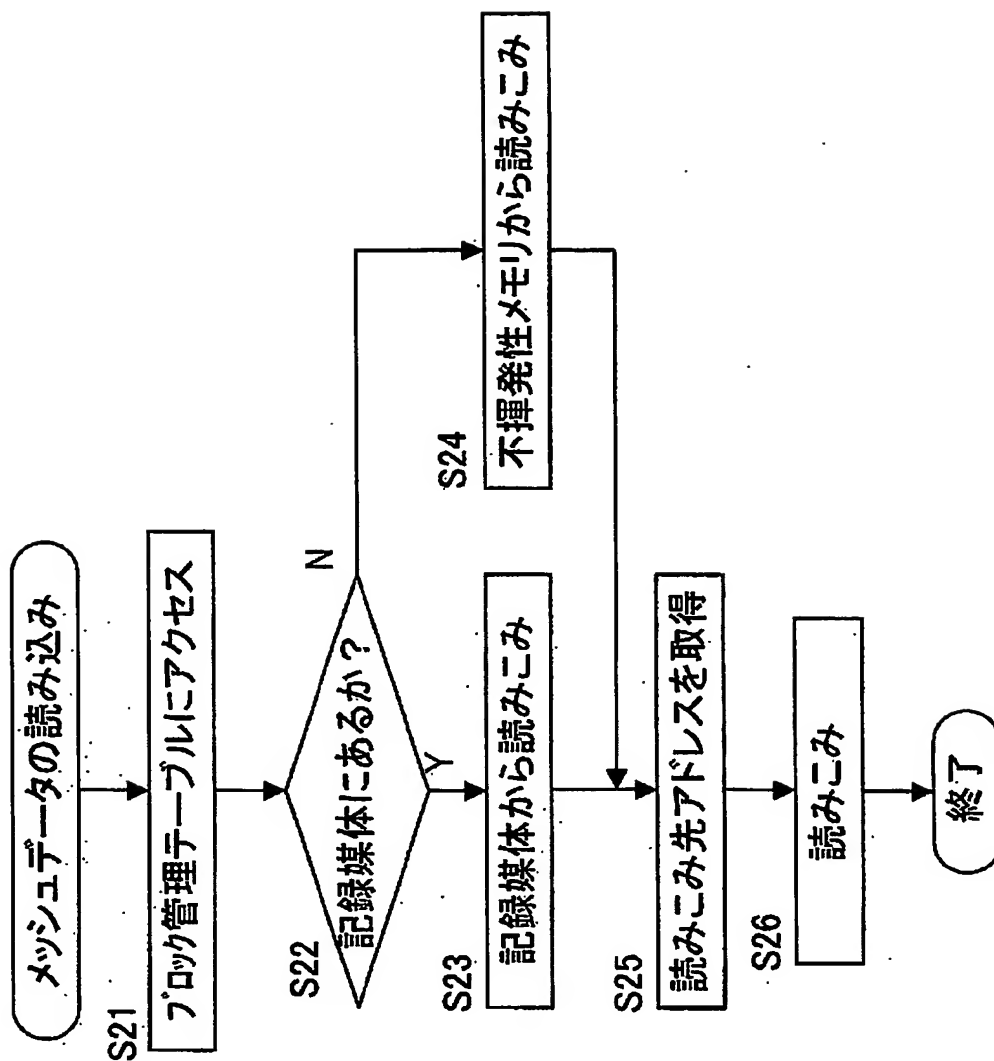 メッシュデータの読み込み
S21
ブロック管理テーブルにアクセス
S22
記録媒体にあるか？
N
Y
S23
記録媒体から読みこみ
S24
不揮発性メモリから読みこみ
S25
読みこみ先アドレスを取得
S26
読みこみ
終了